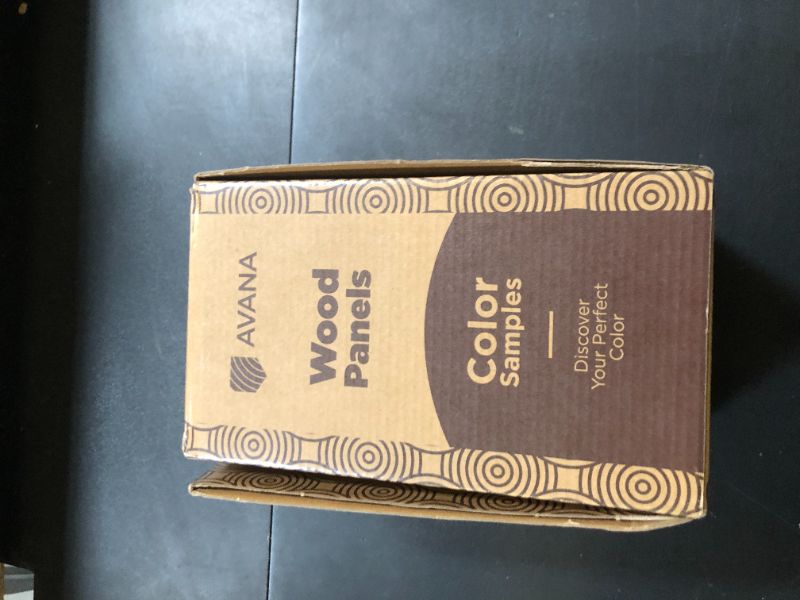 AVANA
Wood
Panels
Color
Samples
Discover
Your Perfect
Color